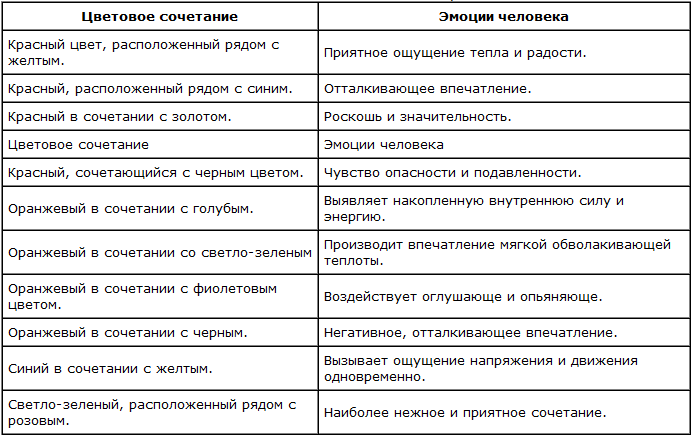 Цветовое сочетание
Эмоции человека
Красный цвет, расположенный рядом с
желтым.
Приятное ощущение тепла и радости.
Красный, расположенный рядом с синим.
Отталкивающее впечатление.
Красный в сочетании с золотом.
Роскошь и значительность.
Цветовое сочетание
Эмоции человека
Красный, сочетающийся с черным цветом.
Чувство опасности и подавленности.
Оранжевый в сочетании с голубым.
Выявляет накопленную внутреннюю силу и
энергию.
Оранжевый в сочетании со светло-зеленым
Производит впечатление мягкой обволакивающей
теплоты.
Оранжевый в сочетании с фиолетовым
цветом.
Воздействует оглушающе и опьяняюще.
Оранжевый в сочетании с черным.
Негативное, отталкивающее впечатление.
Синий в сочетании с желтым.
Вызывает ощущение напряжения и движения
одновременно.
Светло-зеленый, расположенный рядом с
розовым.
Наиболее нежное и приятное сочетание.